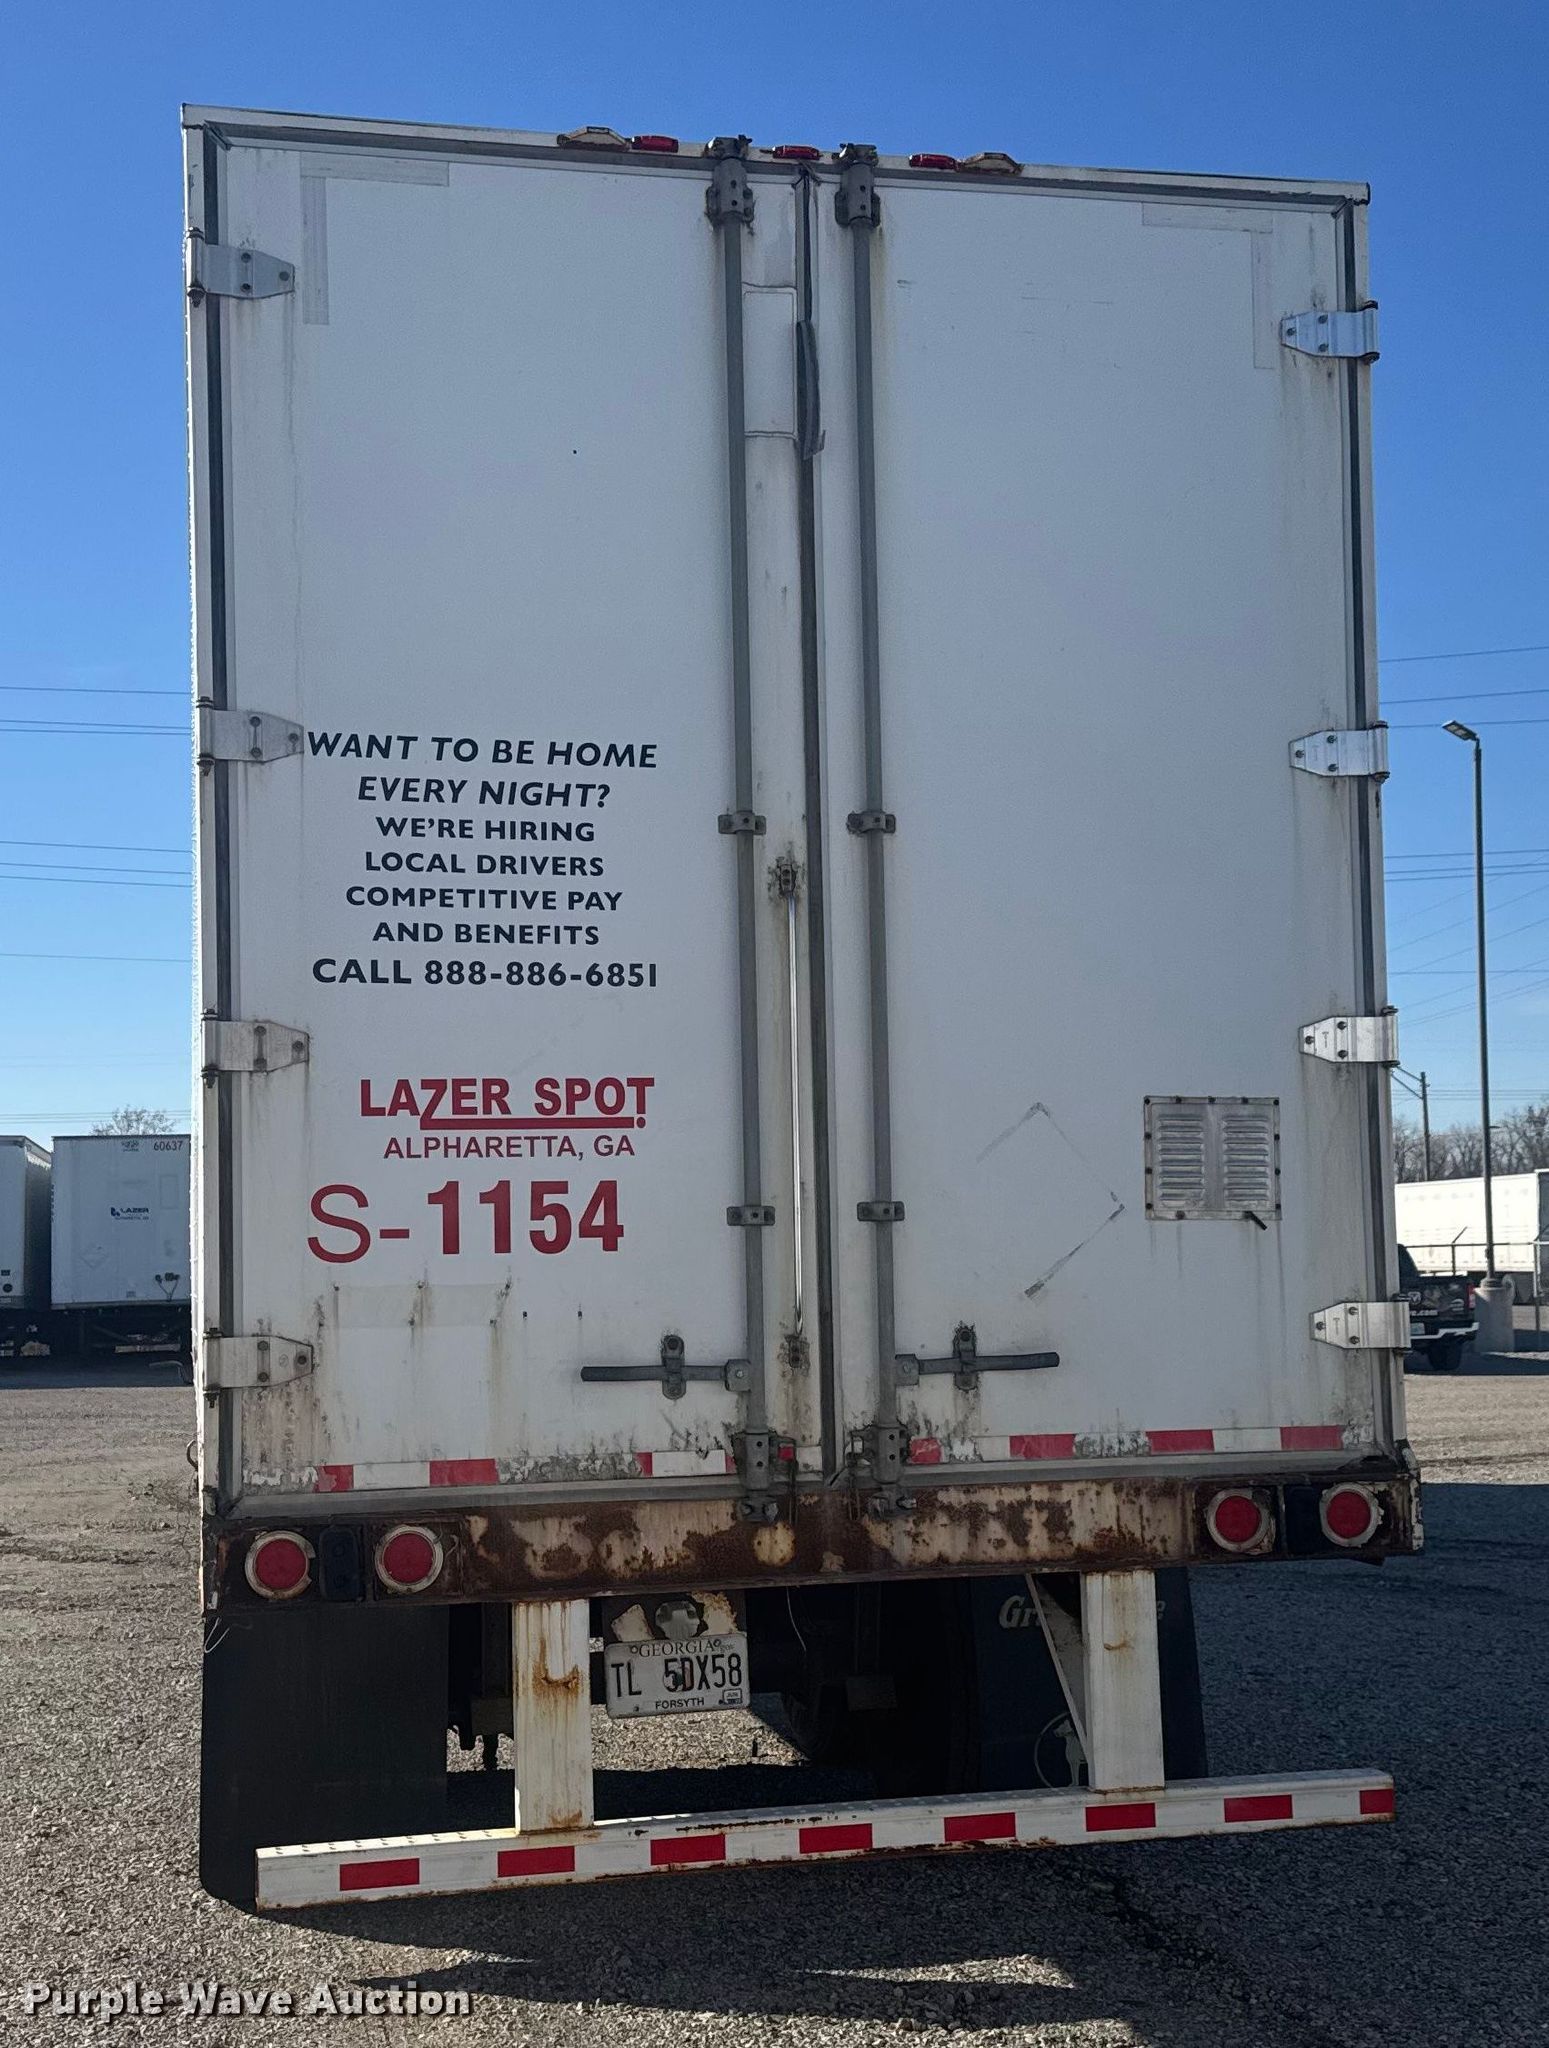 WANT TO BE HOME
EVERY NIGHT?
WE'RE HIRING
LOCAL DRIVERS
COMPETITIVE PAY
AND BENEFITS
CALL 888-886-6851
LAZER SPOT
ALPHARETTA, GA
S-1154
60637
LAZER
GEORGIA
TL 5DX58
FORSYTH
Purple Wave Auction